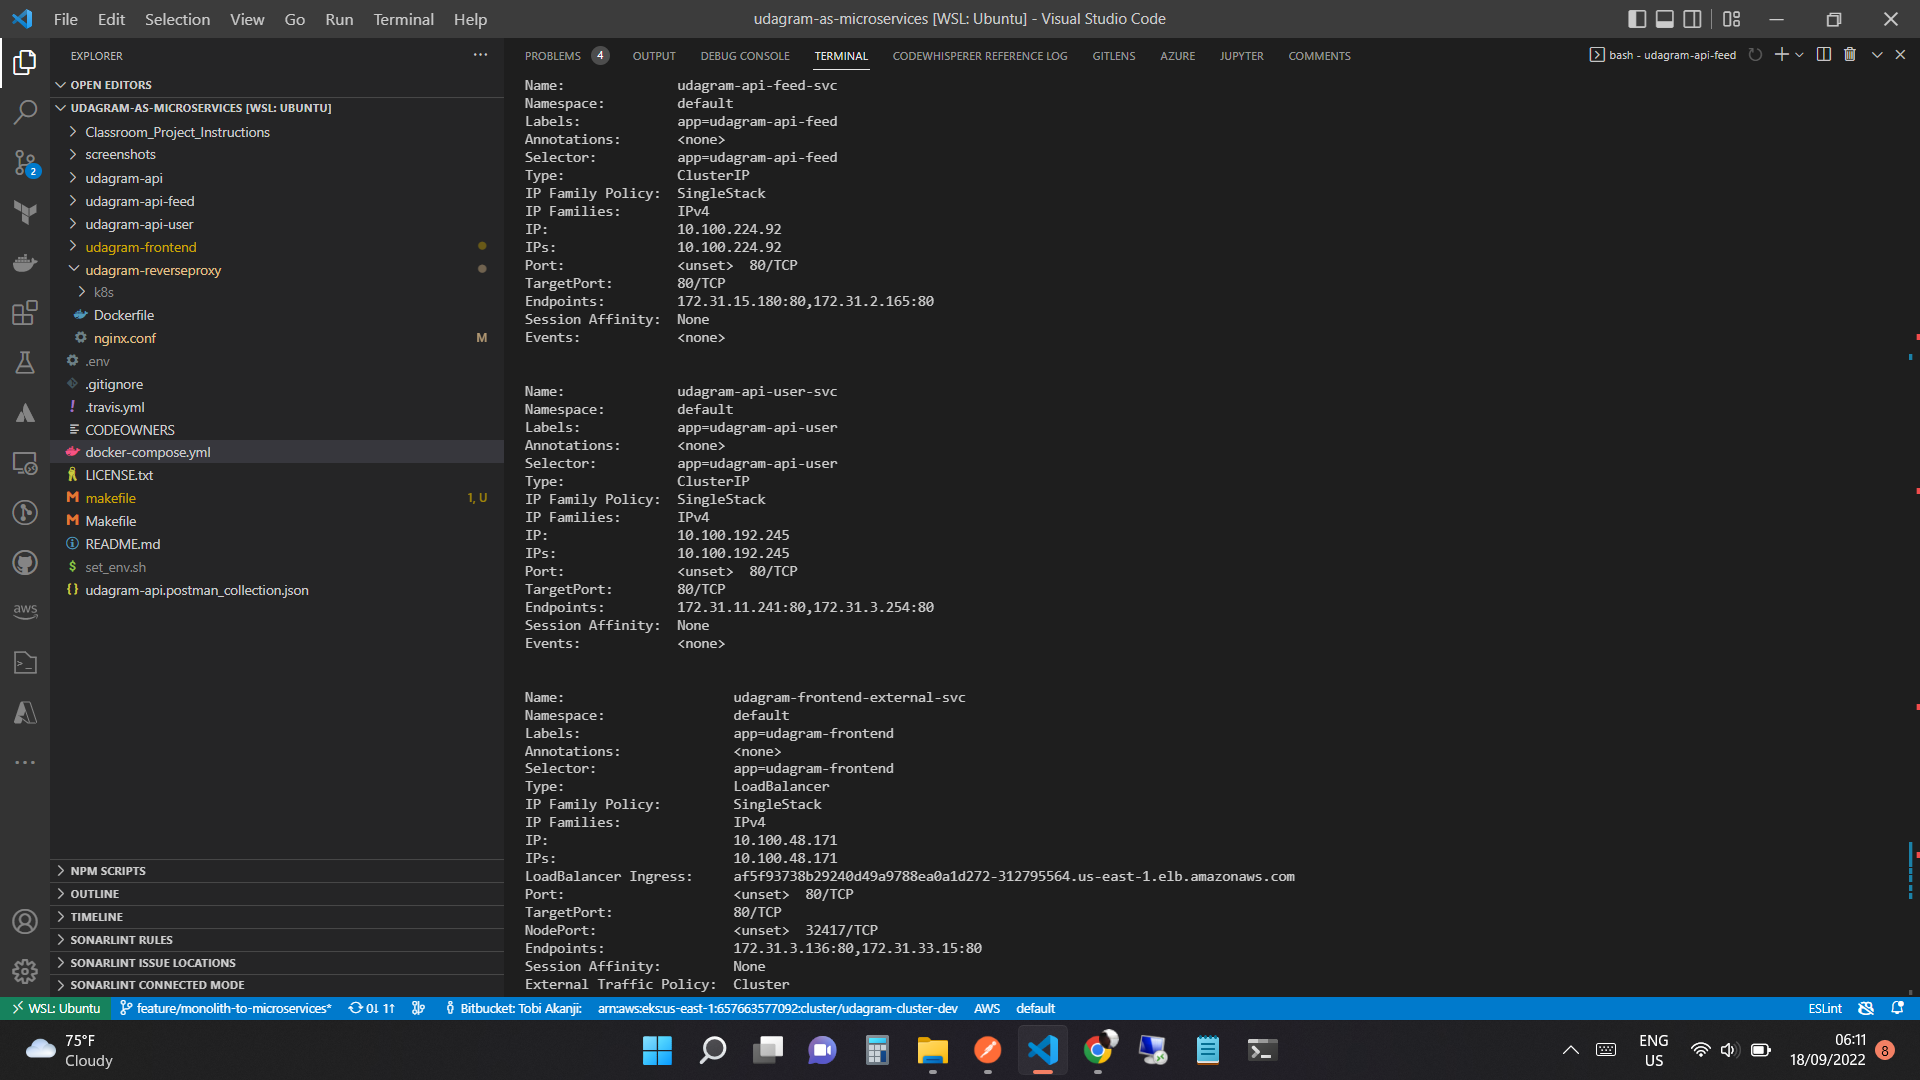 File Edit Selection View Go Run Terminal Help
udagram-as-microservices [WSL: Ubuntu] - Visual Studio Code
EXPLORER
OPEN EDITORS
UDAGRAM-AS-MICROSERVICES [WSL: UBUNTU]
Classroom_Project_Instructions
screenshots
udagram-api
udagram-api-feed
udagram-api-user
udagram-frontend
udagram-reverseproxy
k8s
Dockerfile
nginx.conf M
.env
.gitignore
.travis.yml
CODEOWNERS
docker-compose.yml
LICENSE.txt
makefile 1, U
Makefile
README.md
set_env.sh
udagram-api.postman_collection.json
NPM SCRIPTS
OUTLINE
TIMELINE
SONARLINT RULES
SONARLINT ISSUE LOCATIONS
SONARLINT CONNECTED MODE
2
aws
PROBLEMS 4 OUTPUT DEBUG CONSOLE TERMINAL CODEWHISPERER REFERENCE LOG GITLENS AZURE JUPYTER COMMENTS
bash - udagram-api-feed
Name: udagram-api-feed-svc
Namespace: default
Labels: app=udagram-api-feed
Annotations: <none>
Selector: app=udagram-api-feed
Type: ClusterIP
IP Family Policy: SingleStack
IP Families: IPv4
IP: 10.100.224.92
IPs: 10.100.224.92
Port: <unset> 80/TCP
TargetPort: 80/TCP
Endpoints: 172.31.15.180:80,172.31.2.165:80
Session Affinity: None
Events: <none>
Name: udagram-api-user-svc
Namespace: default
Labels: app=udagram-api-user
Annotations: <none>
Selector: app=udagram-api-user
Type: ClusterIP
IP Family Policy: SingleStack
IP Families: IPv4
IP: 10.100.192.245
IPs: 10.100.192.245
Port: <unset> 80/TCP
TargetPort: 80/TCP
Endpoints: 172.31.11.241:80,172.31.3.254:80
Session Affinity: None
Events: <none>
Name: udagram-frontend-external-svc
Namespace: default
Labels: app=udagram-frontend
Annotations: <none>
Selector: app=udagram-frontend
Type: LoadBalancer
IP Family Policy: SingleStack
IP Families: IPv4
IP: 10.100.48.171
IPs: 10.100.48.171
LoadBalancer Ingress: af5f93738b29240d49a9788ea0a1d272-312795564.us-east-1.elb.amazonaws.com
Port: <unset> 80/TCP
TargetPort: 80/TCP
NodePort: <unset> 32417/TCP
Endpoints: 172.31.3.136:80,172.31.33.15:80
Session Affinity: None
External Traffic Policy: Cluster
WSL: Ubuntu feature/monolith-to-microservices* 0↓ 1↑ Bitbucket: Tobi Akanji: arn:aws:eks:us-east-1:657663577092:cluster/udagram-cluster-dev AWS default ESLint
75°F
Cloudy
ENG
US
06:11
18/09/2022
8